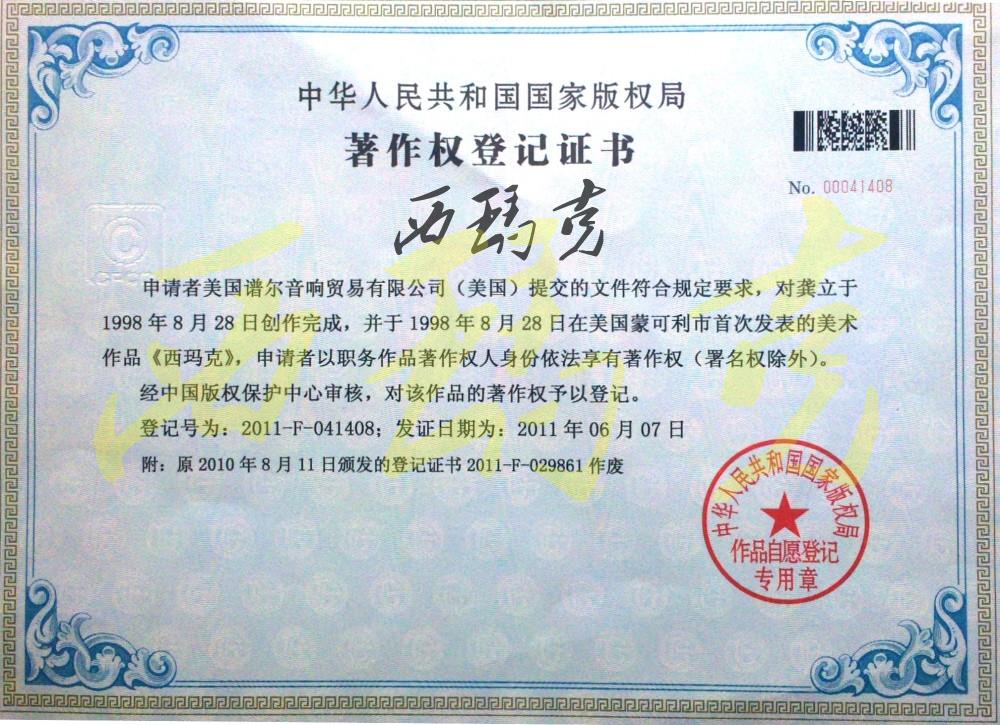 中华人民共和国国家版权局
著作权登记证书
No. 00041408
西玛克
申请者美国谱尔音响贸易有限公司（美国）提交的文件符合规定要求，对龚立于
1998年8月28日创作完成，并于1998年8月28日在美国蒙可利市首次发表的美术
作品《西玛克》，申请者以职务作品著作权人身份依法享有著作权（署名权除外）。
经中国版权保护中心审核，对该作品的著作权予以登记。
登记号为：2011-F-041408；发证日期为：2011年06月07日
附：原2010年8月11日颁发的登记证书2011-F-029861作废
中华人民共和国国家版权局
作品自愿登记
专用章
西玛克